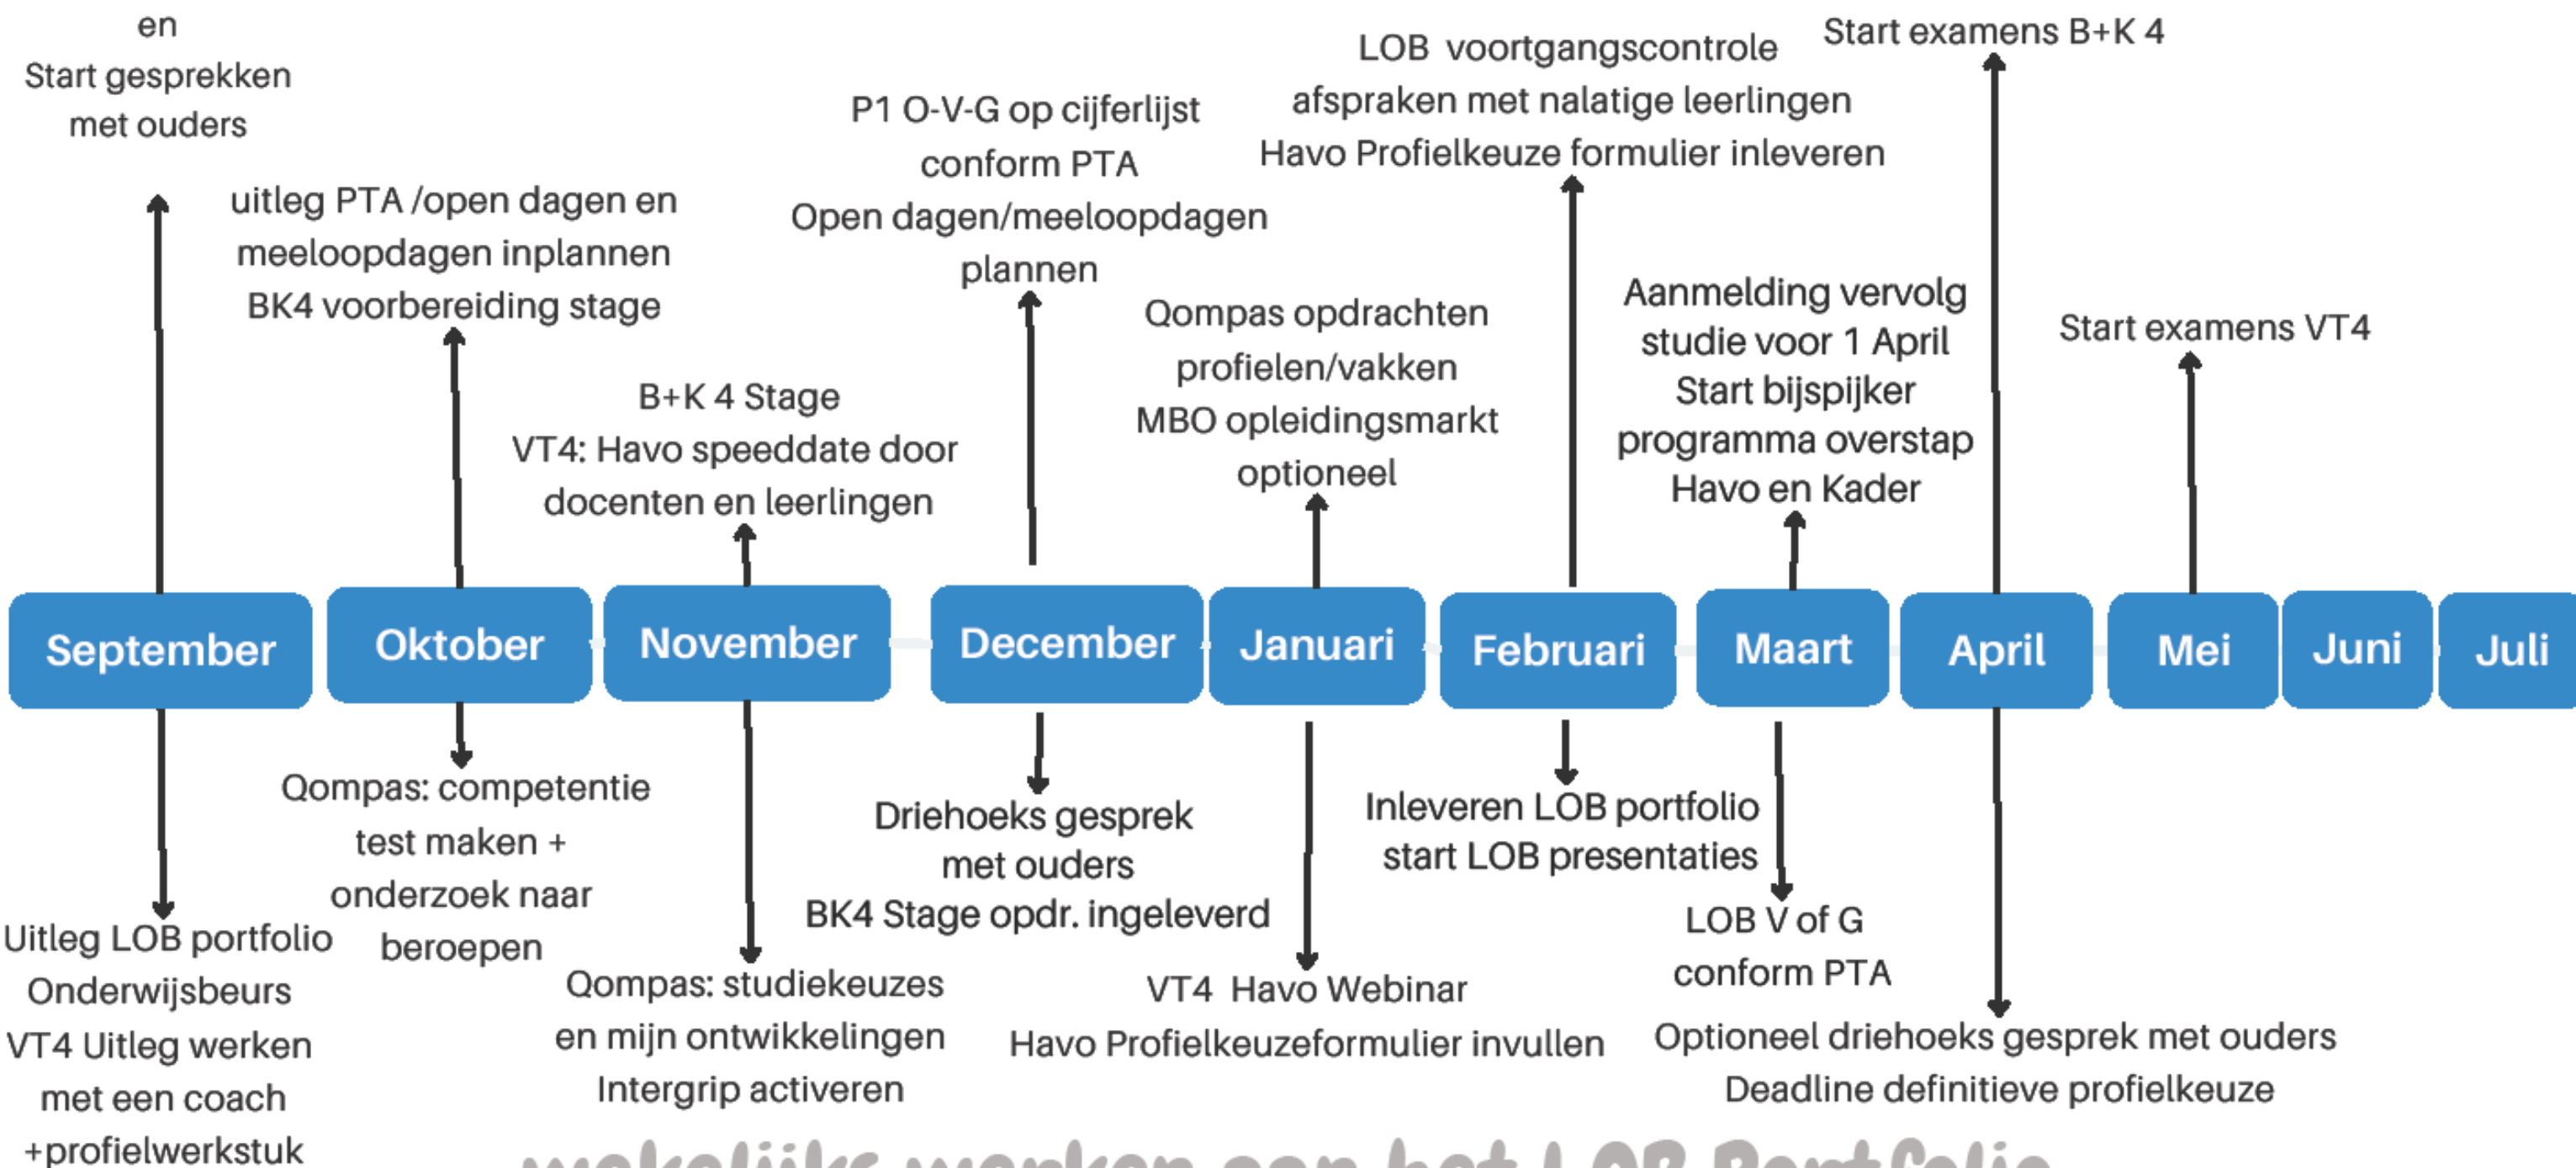 en
Start gesprekken
met ouders
uitleg PTA /open dagen en
meeloopdagen inplannen
BK4 voorbereiding stage
B+K 4 Stage
VT4: Havo speeddate door
docenten en leerlingen
P1 O-V-G op cijferlijst
conform PTA
Open dagen/meeloopdagen
plannen
Qompas opdrachten
profielen/vakken
MBO opleidingsmarkt
optioneel
LOB voortgangscontrole
afspraken met nalatige leerlingen
Havo Profielkeuze formulier inleveren
Aanmelding vervolg
studie voor 1 April
Start bijspijker
programma overstap
Havo en Kader
Start examens B+K 4
Start examens VT4
September
Oktober
November
December
Januari
Februari
Maart
April
Mei
Juni
Juli
Uitleg LOB portfolio
Onderwijsbeurs
VT4 Uitleg werken
met een coach
+profielwerkstuk
Qompas: competentie
test maken +
onderzoek naar
beroepen
Qompas: studiekeuzes
en mijn ontwikkelingen
Intergrip activeren
Driehoeks gesprek
met ouders
BK4 Stage opdr. ingeleverd
VT4 Havo Webinar
Havo Profielkeuzeformulier invullen
Inleveren LOB portfolio
start LOB presentaties
LOB V of G
conform PTA
Optioneel driehoeks gesprek met ouders
Deadline definitieve profielkeuze
wekelijks werken aan het LOB Portfolio